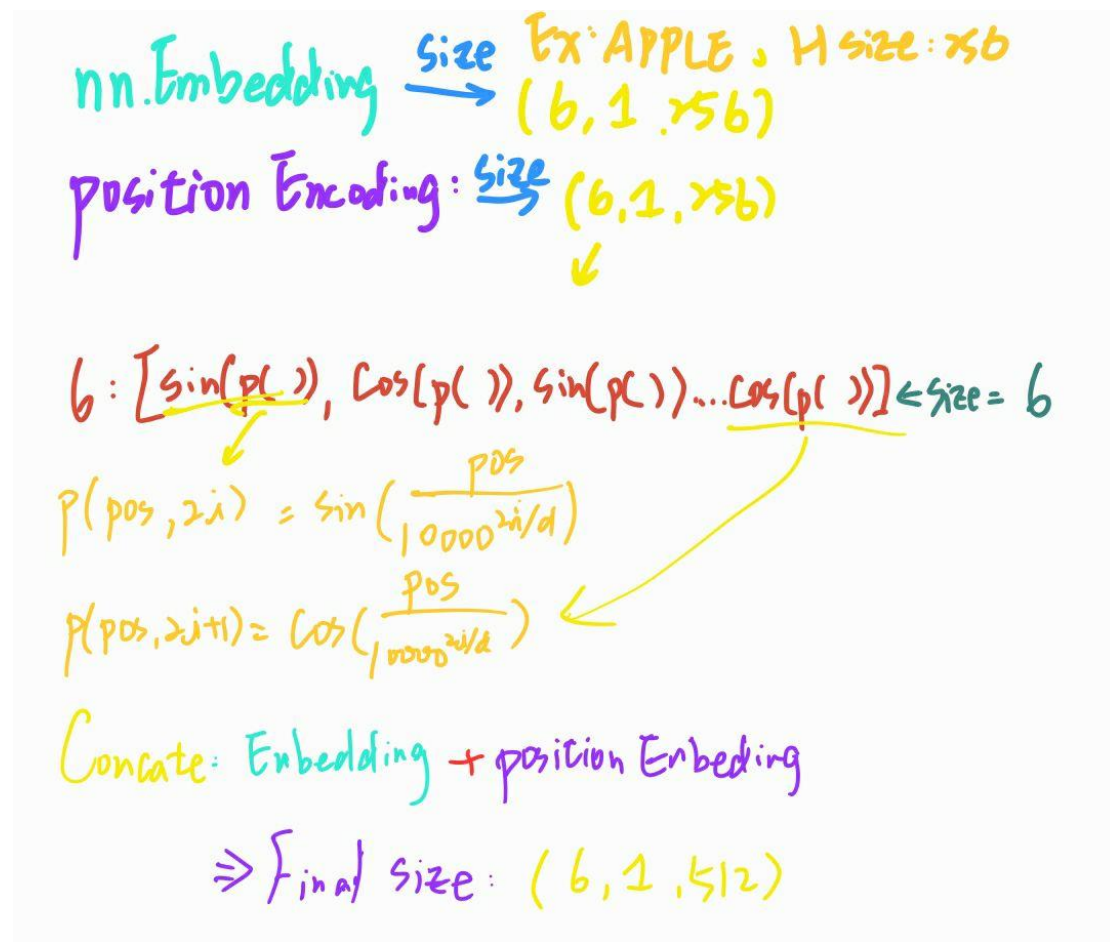 nn.Embedding size Ex: APPLE, H size: 256
(6, 1, 256)
position Encoding: size (6, 1, 256)
6: [sin(p( )), Cos(p( )), sin(p( ))....Cos(p( ))] ← size = 6
P(pos, 2i) = sin(pos/10000^2i/d)
P(pos, 2i+1) = Cos(pos/10000^2i/d)
Concate: Enbedding + position Enbeding
⇒ Final size: (6, 1, 512)